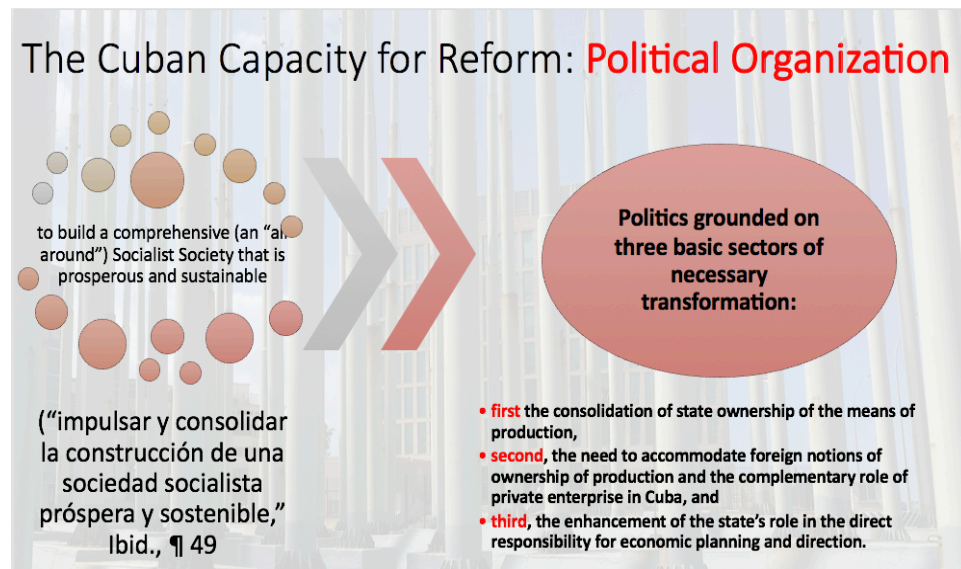 The Cuban Capacity for Reform: Political Organization
to build a comprehensive (an “all
around”) Socialist Society that is
prosperous and sustainable
(“impulsar y consolidar
la construcción de una
sociedad socialista
próspera y sostenible,”
Ibid., ¶ 49
Politics grounded on
three basic sectors of
necessary
transformation:
• first the consolidation of state ownership of the means of
production,
• second, the need to accommodate foreign notions of
ownership of production and the complementary role of
private enterprise in Cuba, and
• third, the enhancement of the state’s role in the direct
responsibility for economic planning and direction.